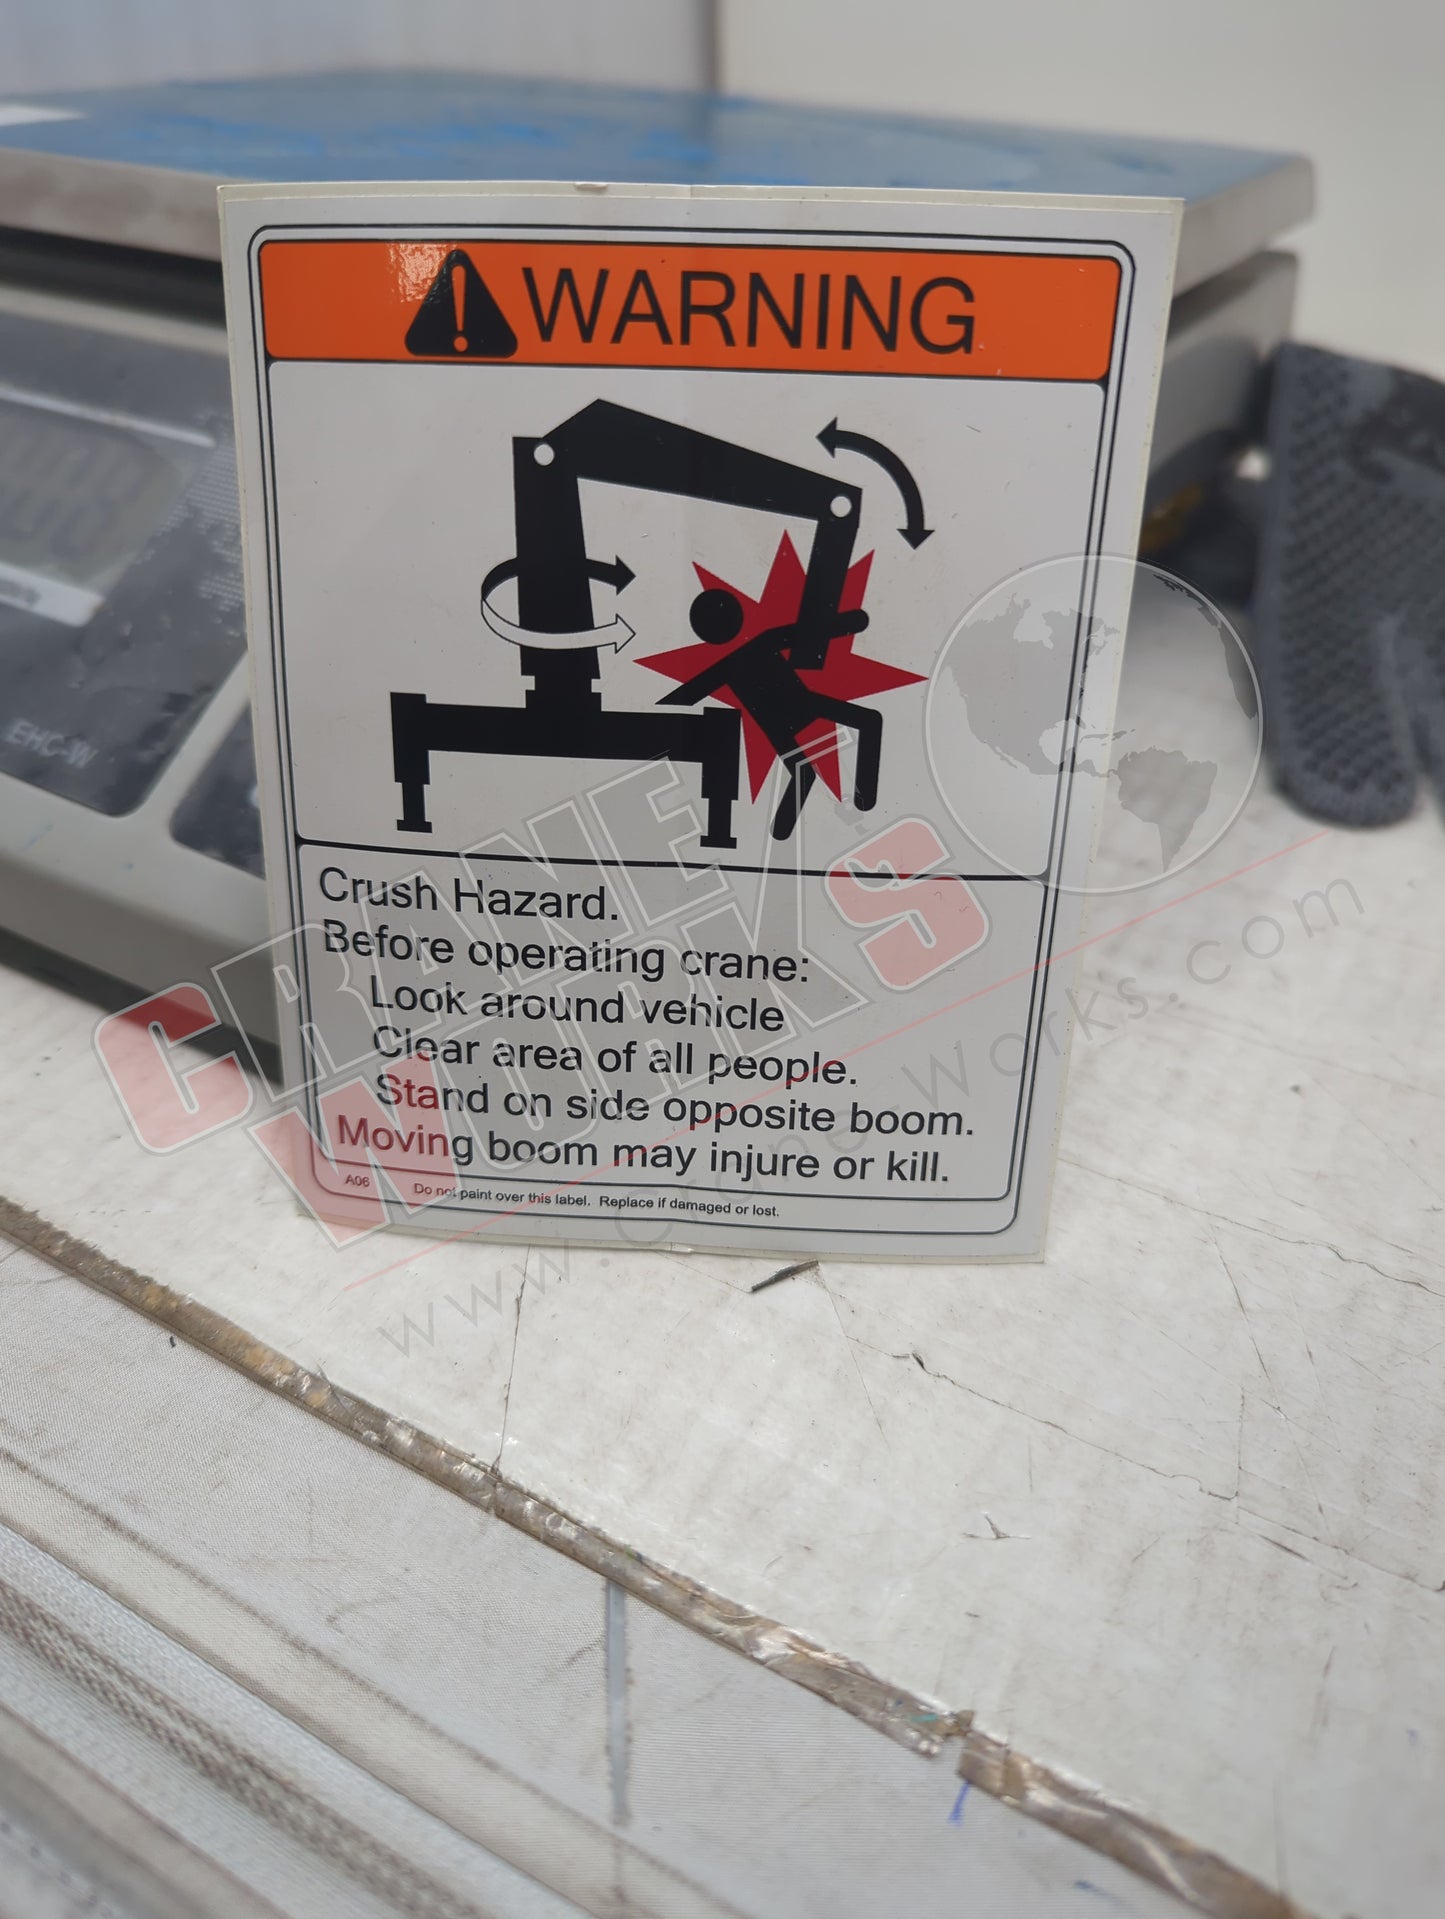 WARNING
Crush Hazard.
Before operating crane:
Look around vehicle
Clear area of all people.
Stand on side opposite boom.
Moving boom may injure or kill.
A06 Do not paint over this label. Replace if damaged or lost.
EHC-W
CRANE
WORKS
www.crane-works.com